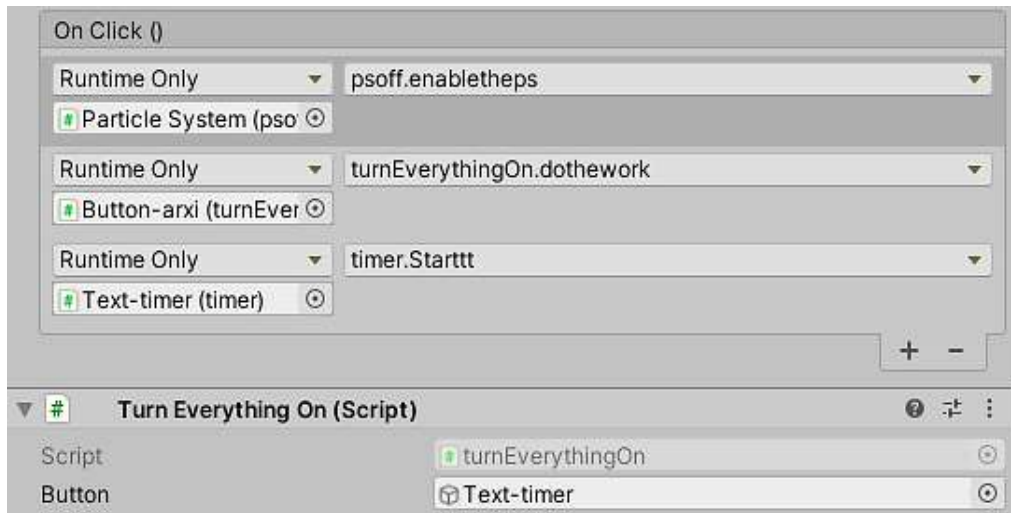 On Click ()
Runtime Only psoff.enabletheps
# Particle System (pso
Runtime Only turnEverythingOn.dothework
# Button-arxi (turnEver
Runtime Only timer.Starttt
# Text-timer (timer)
+ -
# Turn Everything On (Script)
Script # turnEverythingOn
Button Text-timer